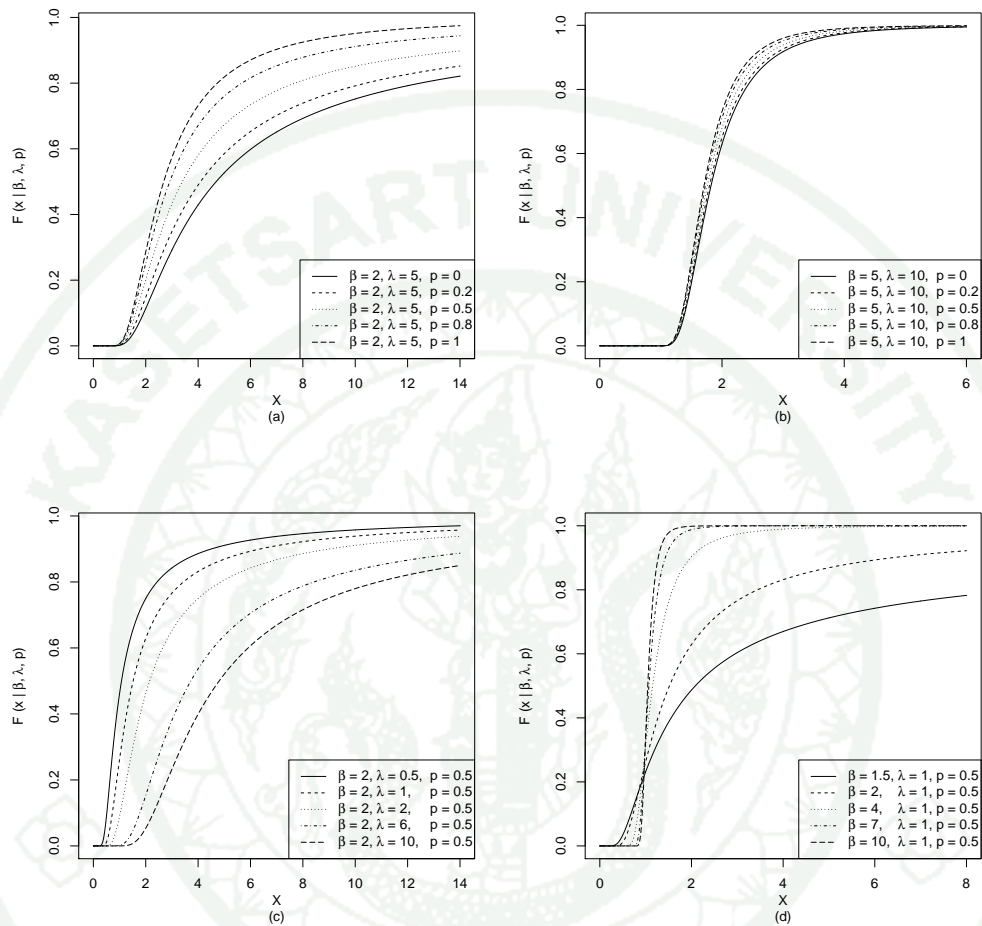 F (x | β, λ, p)
0.0 0.2 0.4 0.6 0.8 1.0
β = 2, λ = 5, p = 0
β = 2, λ = 5, p = 0.2
β = 2, λ = 5, p = 0.5
β = 2, λ = 5, p = 0.8
β = 2, λ = 5, p = 1
0 2 4 6 8 10 12 14
X
(a)
F (x | β, λ, p)
0.0 0.2 0.4 0.6 0.8 1.0
β = 5, λ = 10, p = 0
β = 5, λ = 10, p = 0.2
β = 5, λ = 10, p = 0.5
β = 5, λ = 10, p = 0.8
β = 5, λ = 10, p = 1
0 2 4 6
X
(b)
KASETSART UNIVERSITY
F (x | β, λ, p)
0.0 0.2 0.4 0.6 0.8 1.0
β = 2, λ = 0.5, p = 0.5
β = 2, λ = 1, p = 0.5
β = 2, λ = 2, p = 0.5
β = 2, λ = 6, p = 0.5
β = 2, λ = 10, p = 0.5
0 2 4 6 8 10 12 14
X
(c)
F (x | β, λ, p)
0.0 0.2 0.4 0.6 0.8 1.0
β = 1.5, λ = 1, p = 0.5
β = 2, λ = 1, p = 0.5
β = 4, λ = 1, p = 0.5
β = 7, λ = 1, p = 0.5
β = 10, λ = 1, p = 0.5
0 2 4 6 8
X
(d)